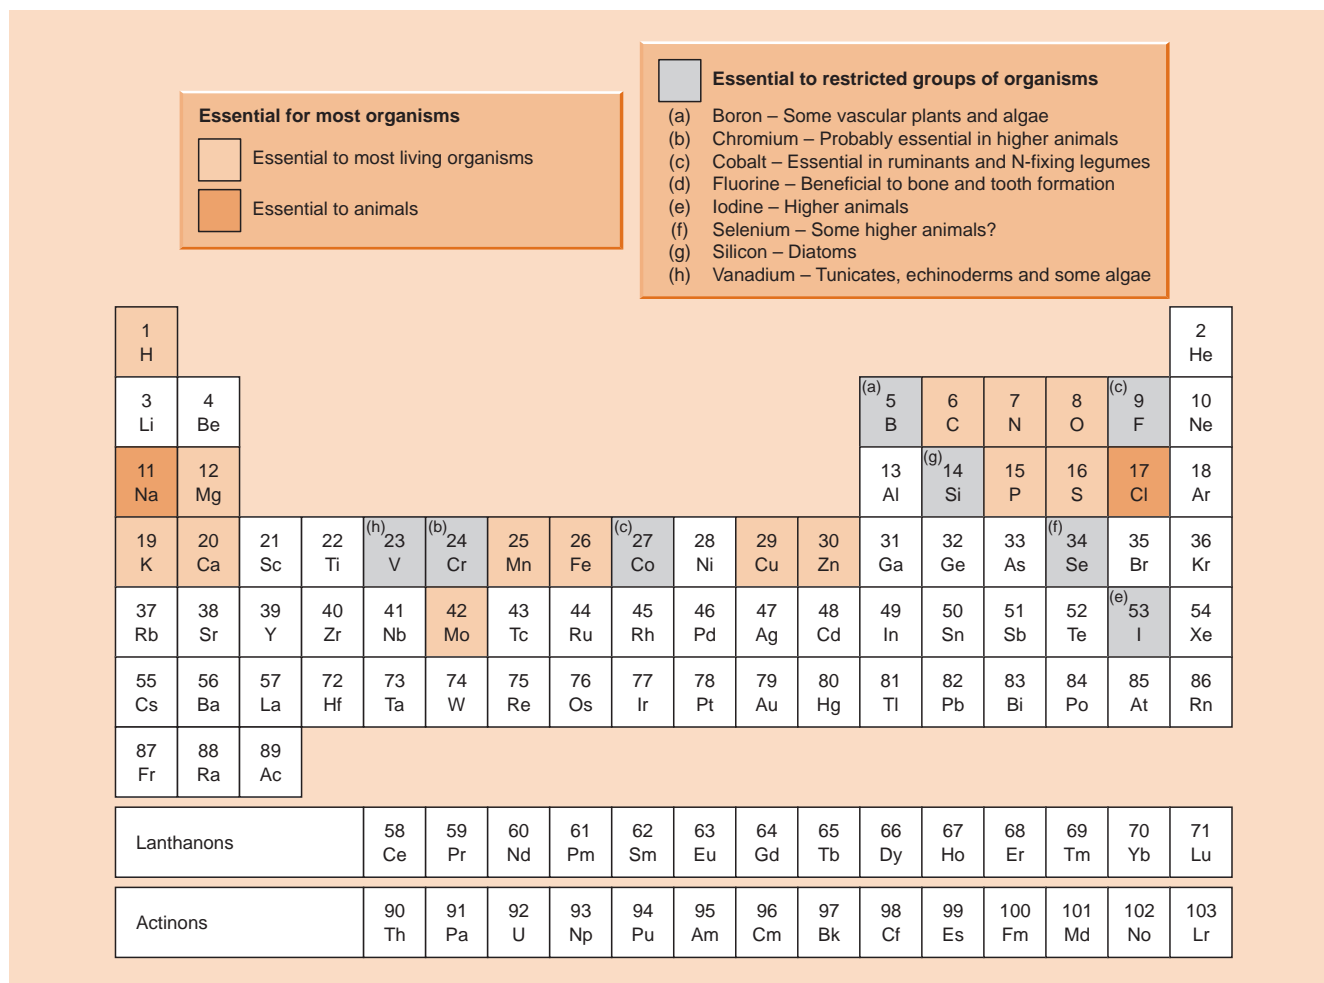 Essential for most organisms
Essential to most living organisms
Essential to animals
Essential to restricted groups of organisms
(a) Boron – Some vascular plants and algae
(b) Chromium – Probably essential in higher animals
(c) Cobalt – Essential in ruminants and N-fixing legumes
(d) Fluorine – Beneficial to bone and tooth formation
(e) Iodine – Higher animals
(f) Selenium – Some higher animals?
(g) Silicon – Diatoms
(h) Vanadium – Tunicates, echinoderms and some algae
1 2
H He
3 4 (a) 5 6 7 8 (c) 9 10
Li Be B C N O F Ne
11 12 13 (g) 14 15 16 17 18
Na Mg Al Si P S Cl Ar
19 20 21 22 (h) 23 (b) 24 25 26 (c) 27 28 29 30 31 32 33 (f) 34 35 36
K Ca Sc Ti V Cr Mn Fe Co Ni Cu Zn Ga Ge As Se Br Kr
37 38 39 40 41 42 43 44 45 46 47 48 49 50 51 52 (e) 53 54
Rb Sr Y Zr Nb Mo Tc Ru Rh Pd Ag Cd In Sn Sb Te I Xe
55 56 57 72 73 74 75 76 77 78 79 80 81 82 83 84 85 86
Cs Ba La Hf Ta W Re Os Ir Pt Au Hg Tl Pb Bi Po At Rn
87 88 89
Fr Ra Ac
Lanthanons
58 59 60 61 62 63 64 65 66 67 68 69 70 71
Ce Pr Nd Pm Sm Eu Gd Tb Dy Ho Er Tm Yb Lu
Actinons
90 91 92 93 94 95 96 97 98 99 100 101 102 103
Th Pa U Np Pu Am Cm Bk Cf Es Fm Md No Lr